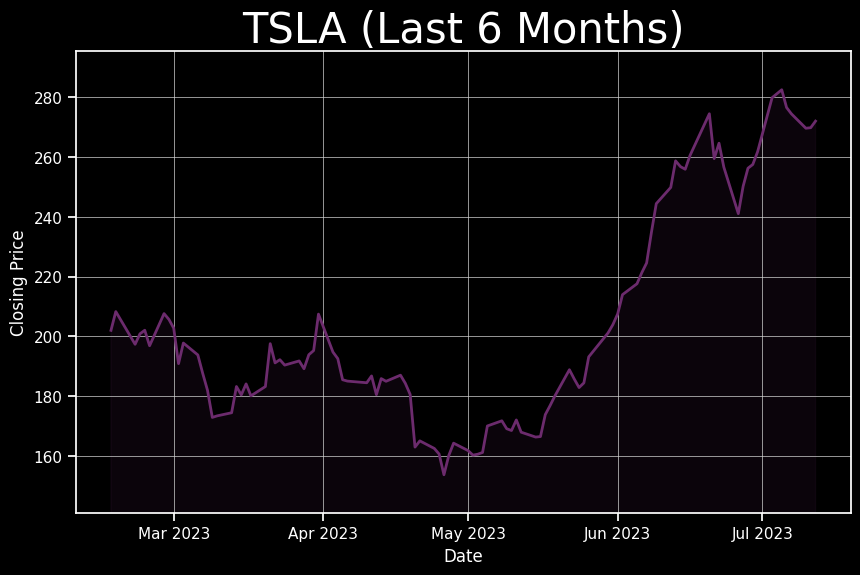 TSLA (Last 6 Months)
Closing Price
280
260
240
220
200
180
160
Mar 2023
Apr 2023
May 2023
Jun 2023
Jul 2023
Date